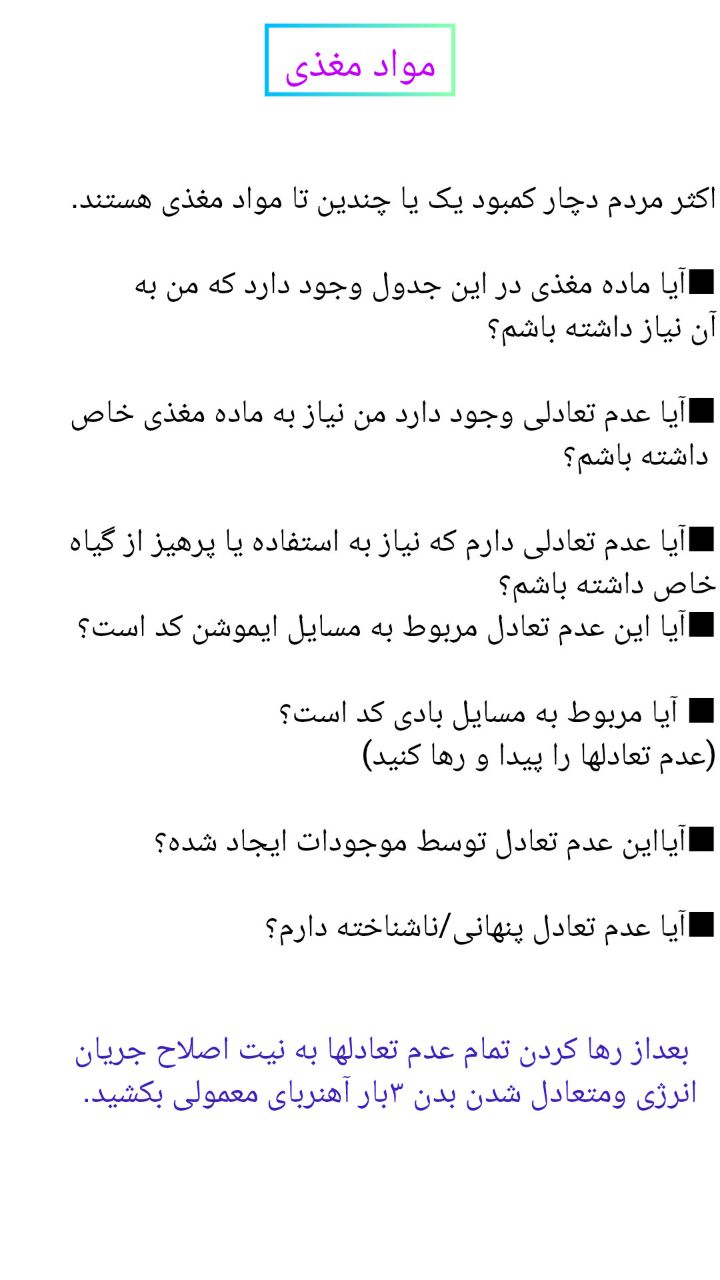 مواد مغذی
اکثر مردم دچار کمبود یک یا چندین تا مواد مغذی هستند.
■آیا ماده مغذی در این جدول وجود دارد که من به
آن نیاز داشته باشم؟
■آیا عدم تعادلی وجود دارد من نیاز به ماده مغذی خاص
داشته باشم؟
■آیا عدم تعادلی دارم که نیاز به استفاده یا پرهیز از گیاه
خاص داشته باشم؟
■آیا این عدم تعادل مربوط به مسایل ایموشن کد است؟
■ آیا مربوط به مسایل بادی کد است؟
(عدم تعادلها را پیدا و رها کنید)
■آیااین عدم تعادل توسط موجودات ایجاد شده؟
■آیا عدم تعادل پنهانی/ناشناخته دارم؟
بعداز رها کردن تمام عدم تعادلها به نیت اصلاح جریان
انرژی ومتعادل شدن بدن ۳بار آهنربای معمولی بکشید.